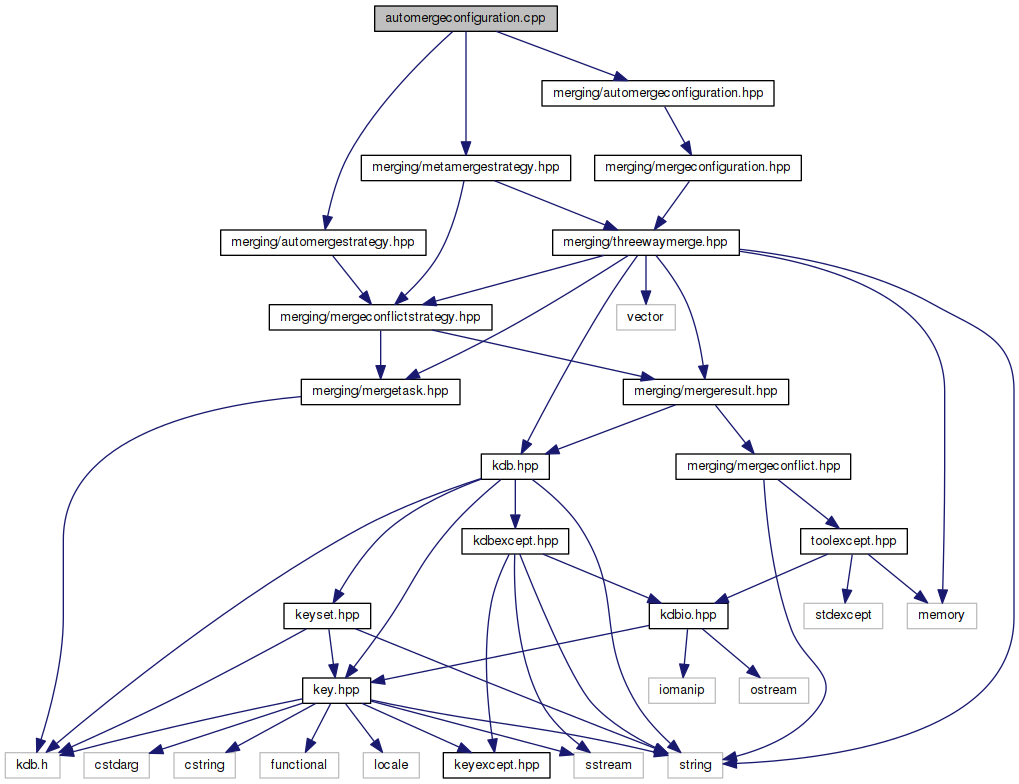 automergeconfiguration.cpp
merging/automergeconfiguration.hpp
merging/metamergestrategy.hpp
merging/mergeconfiguration.hpp
merging/automergestrategy.hpp
merging/threewaymerge.hpp
merging/mergeconflictstrategy.hpp
vector
merging/mergetask.hpp
merging/mergeresult.hpp
kdb.hpp
merging/mergeconflict.hpp
kdbexcept.hpp
toolexcept.hpp
keyset.hpp
kdbio.hpp
stdexcept
memory
key.hpp
iomanip
ostream
kdb.h
cstdarg
cstring
functional
locale
keyexcept.hpp
sstream
string